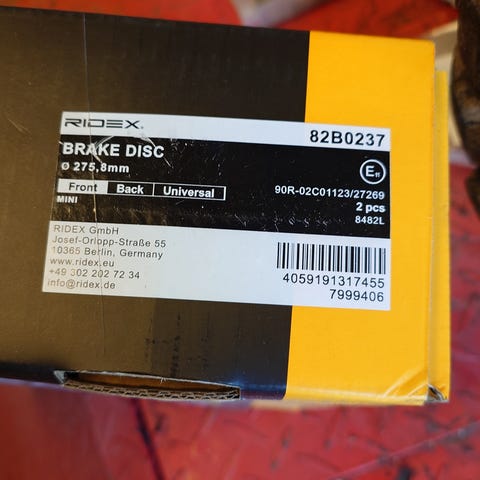 RIDEX®
82B0237
BRAKE DISC
Ø 275,8mm
E11
Front Back Universal
90R-02C01123/27269
MINI
2 pcs
8482L
RIDEX GmbH
Josef-Orlopp-Straße 55
10365 Berlin, Germany
www.ridex.eu
+49 302 202 72 34
info@ridex.de
4059191317455
7999406